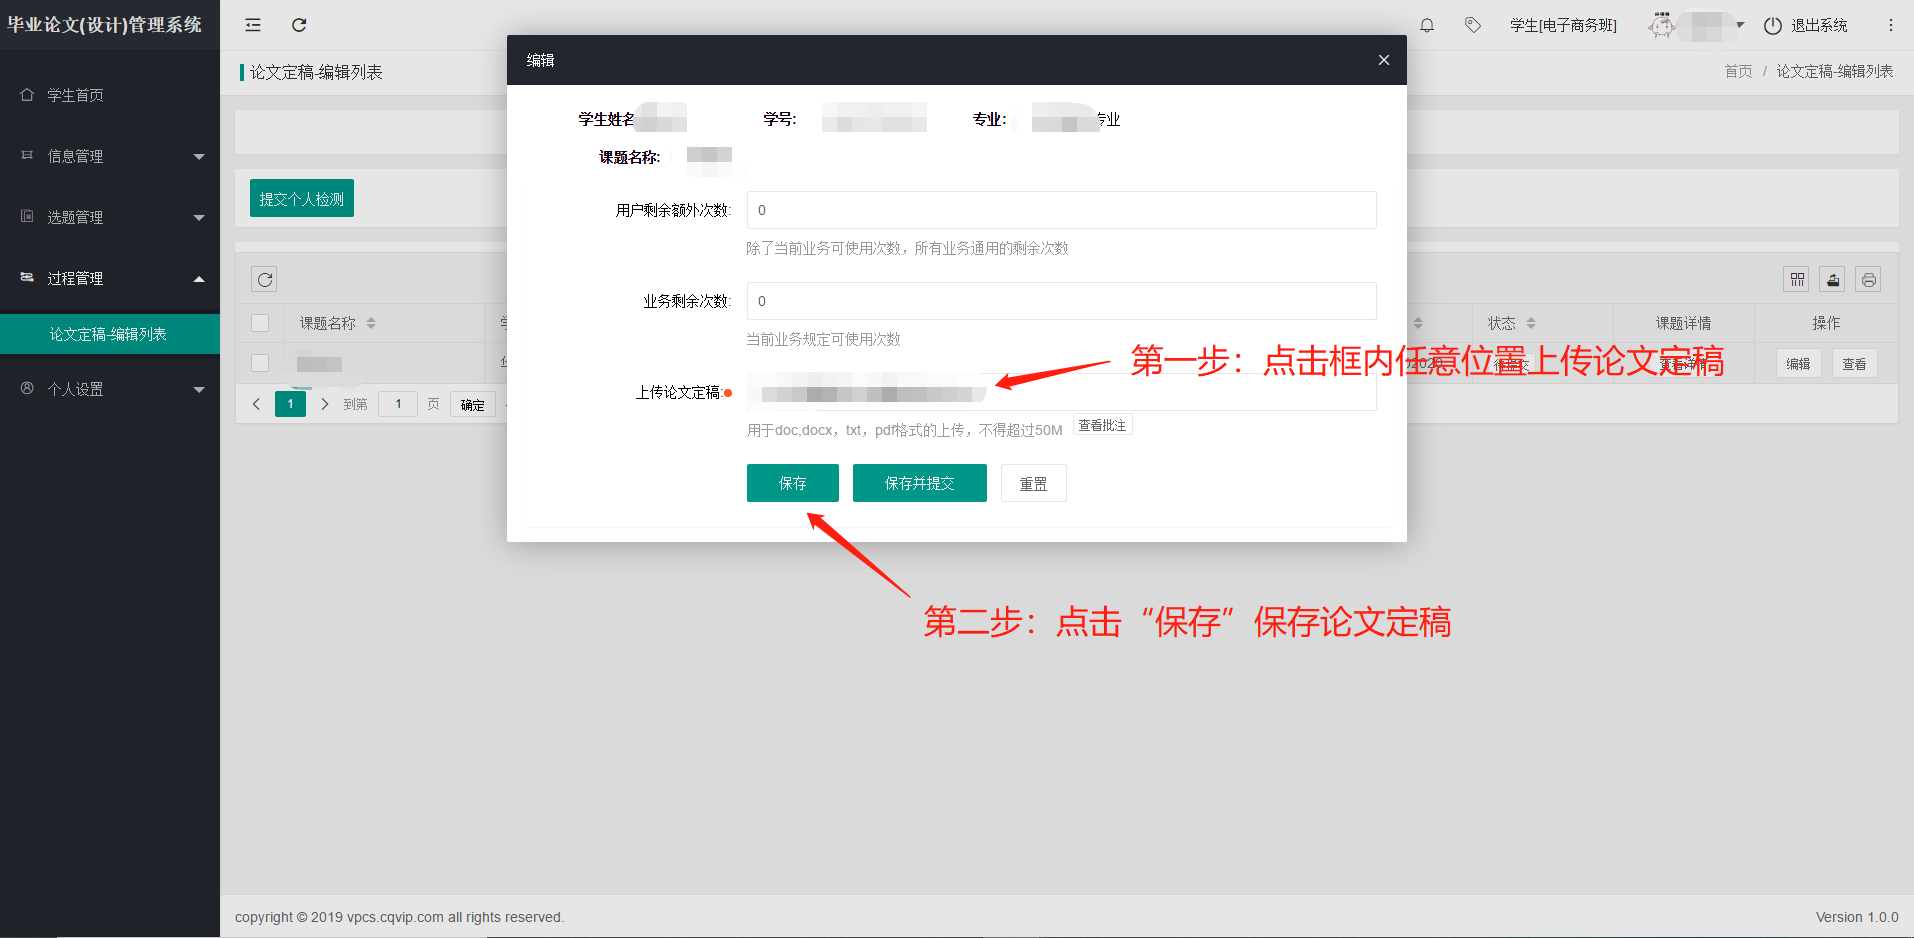 毕业论文(设计)管理系统
学生[电子商务班]
退出系统
学生首页
信息管理
选题管理
过程管理
论文定稿-编辑列表
个人设置
论文定稿-编辑列表
首页 / 论文定稿-编辑列表
提交个人检测
课题名称
状态
课题详情
操作
编辑
查看
1
到第
1
页
确定
编辑
学生姓名
学号:
专业:
专业
课题名称:
用户剩余额外次数:
0
除了当前业务可使用次数，所有业务通用的剩余次数
业务剩余次数:
0
当前业务规定可使用次数
第一步：点击框内任意位置上传论文定稿
上传论文定稿:
用于doc,docx，txt，pdf格式的上传，不得超过50M
查看批注
保存
保存并提交
重置
第二步：点击“保存”保存论文定稿
copyright © 2019 vpcs.cqvip.com all rights reserved.
Version 1.0.0